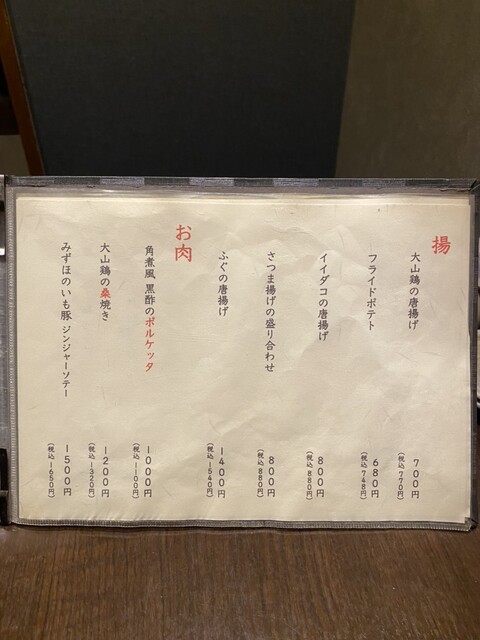 揚
大山鶏の唐揚げ
700円
(税込770円)
フライドポテト
680円
(税込748円)
イイダコの唐揚げ
800円
(税込880円)
さつま揚げの盛り合わせ
800円
(税込880円)
ふぐの唐揚げ
1400円
(税込1540円)
お肉
角煮風 黒酢のポルケッタ
1000円
(税込1100円)
大山鶏の桑焼き
1200円
(税込1320円)
みずほのいも豚 ジンジャーソテー
1500円
(税込1650円)